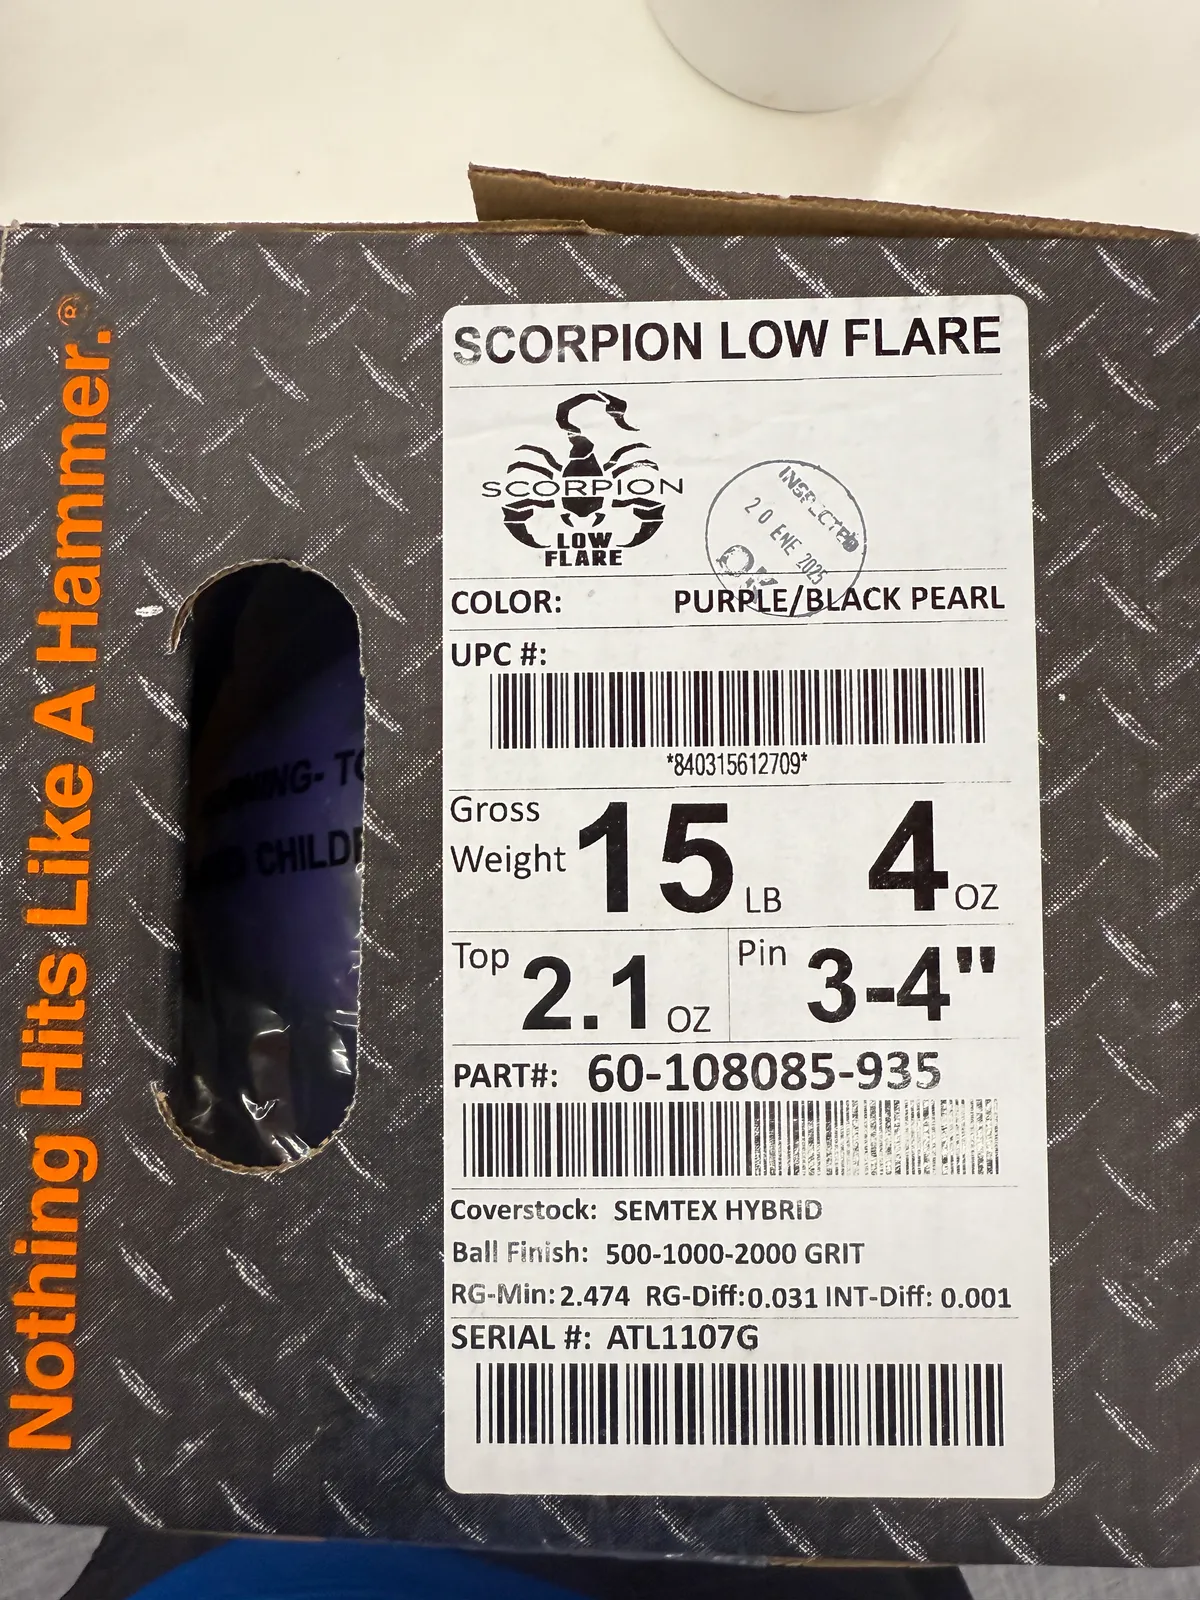 Nothing Hits Like A Hammer.®
SCORPION LOW FLARE
SCORPION
LOW
FLARE
INSPECTED
20 ENE 2025
OK
COLOR: PURPLE/BLACK PEARL
UPC #:
*840315612709*
Gross
Weight 15 LB 4 OZ
Top 2.1 OZ Pin 3-4"
PART#: 60-108085-935
Coverstock: SEMTEX HYBRID
Ball Finish: 500-1000-2000 GRIT
RG-Min: 2.474 RG-Diff: 0.031 INT-Diff: 0.001
SERIAL #: ATL1107G